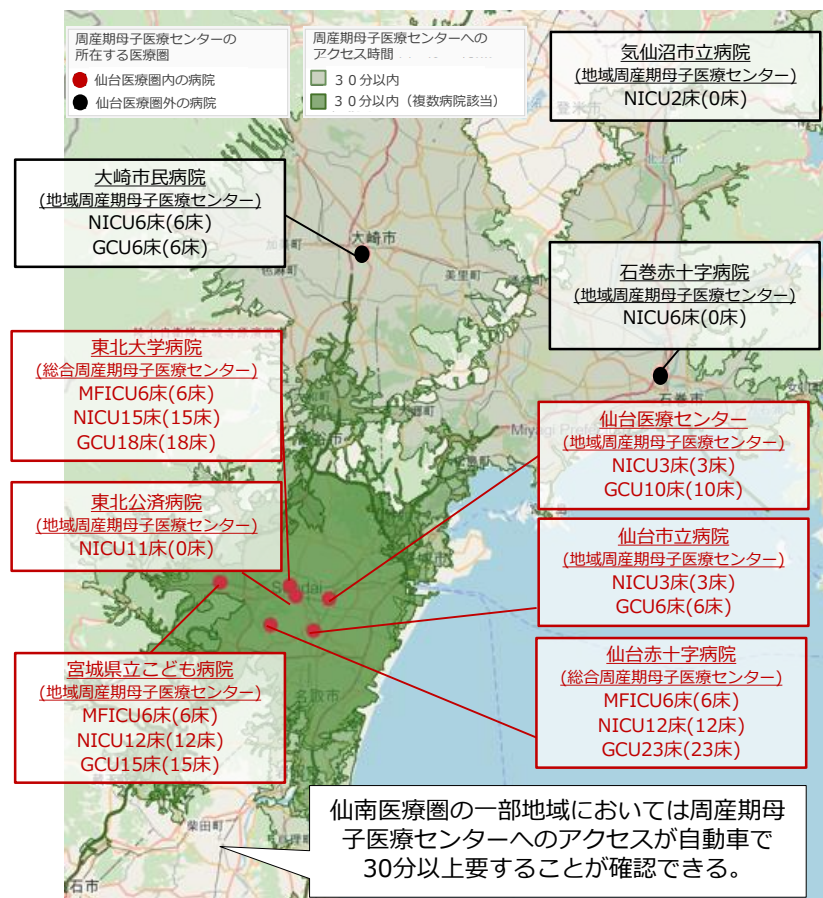 周産期母子医療センターの
所在する医療圏
仙台医療圏内の病院
仙台医療圏外の病院
周産期母子医療センターへの
アクセス時間
３０分以内
３０分以内（複数病院該当）
気仙沼市立病院
(地域周産期母子医療センター)
NICU2床(0床)
登米市
大崎市民病院
(地域周産期母子医療センター)
NICU6床(6床)
GCU6床(6床)
大崎市
加美町
色麻町
美里町
石巻赤十字病院
(地域周産期母子医療センター)
NICU6床(0床)
石巻市
東北大学病院
(総合周産期母子医療センター)
MFICU6床(6床)
NICU15床(15床)
GCU18床(18床)
仙台医療センター
(地域周産期母子医療センター)
NICU3床(3床)
GCU10床(10床)
東北公済病院
(地域周産期母子医療センター)
NICU11床(0床)
仙台市立病院
(地域周産期母子医療センター)
NICU3床(3床)
GCU6床(6床)
宮城県立こども病院
(地域周産期母子医療センター)
MFICU6床(6床)
NICU12床(12床)
GCU15床(15床)
仙台赤十字病院
(総合周産期母子医療センター)
MFICU6床(6床)
NICU12床(12床)
GCU23床(23床)
名取市
柴田町
石市
仙南医療圏の一部地域においては周産期母
子医療センターへのアクセスが自動車で
30分以上要することが確認できる。